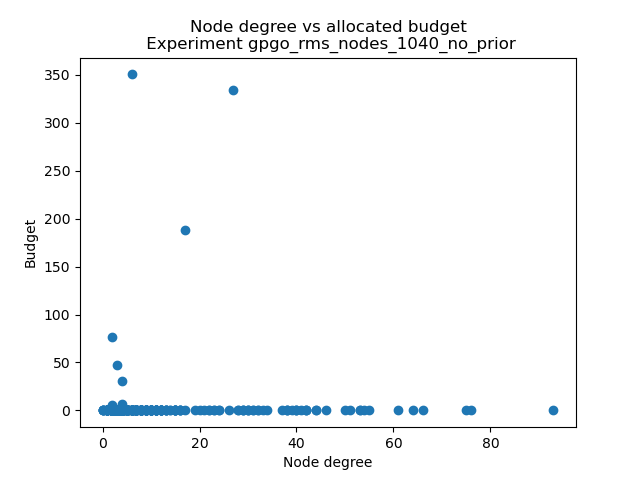 Node degree vs allocated budget
Experiment gpgo_rms_nodes_1040_no_prior
350
300
250
200
150
100
50
0
Budget
0 20 40 60 80
Node degree